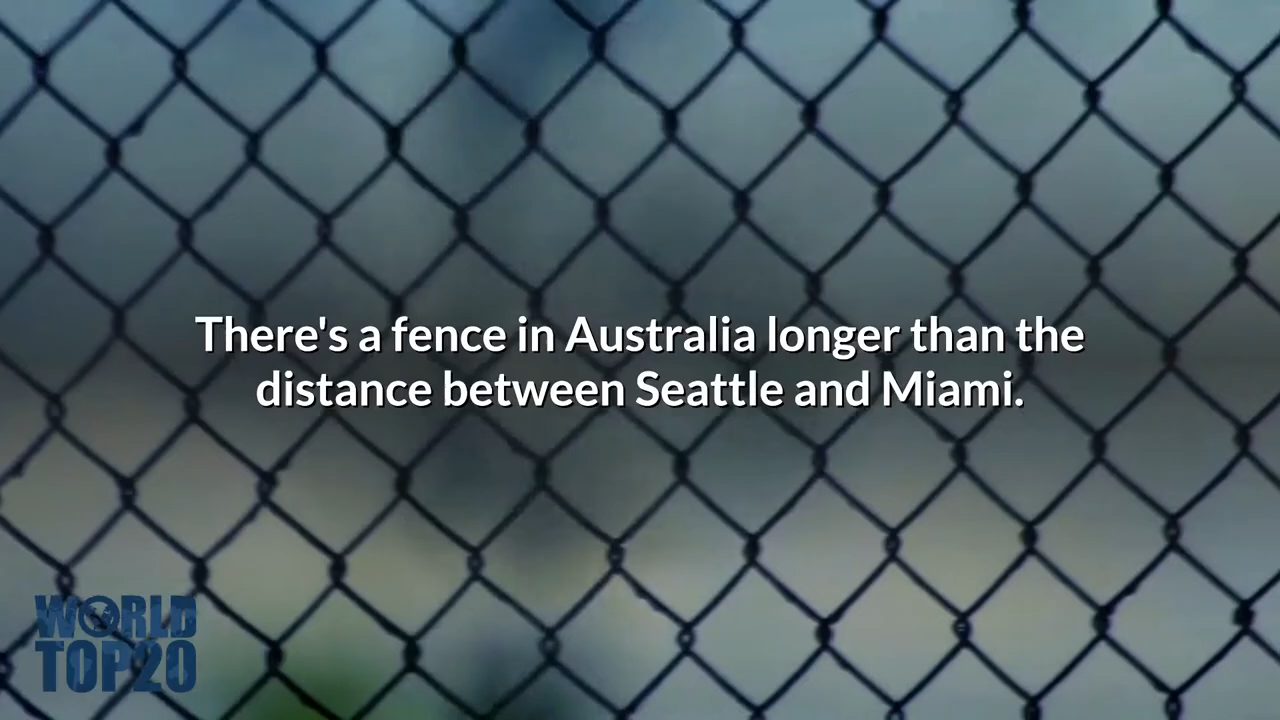 There's a fence in Australia longer than the
distance between Seattle and Miami.
WORLD
TOP20